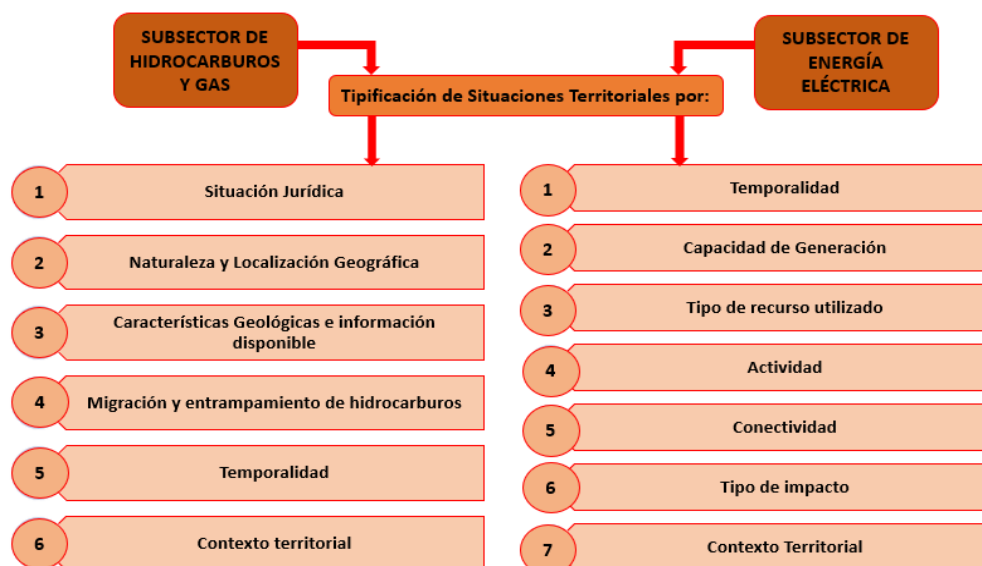 SUBSECTOR DE
HIDROCARBUROS
Y GAS
SUBSECTOR DE
ENERGÍA
ELÉCTRICA
Tipificación de Situaciones Territoriales por:
1
Situación Jurídica
2
Naturaleza y Localización Geográfica
3
Características Geológicas e información
disponible
4
Migración y entrampamiento de hidrocarburos
5
Temporalidad
6
Contexto territorial
1
Temporalidad
2
Capacidad de Generación
3
Tipo de recurso utilizado
4
Actividad
5
Conectividad
6
Tipo de impacto
7
Contexto Territorial